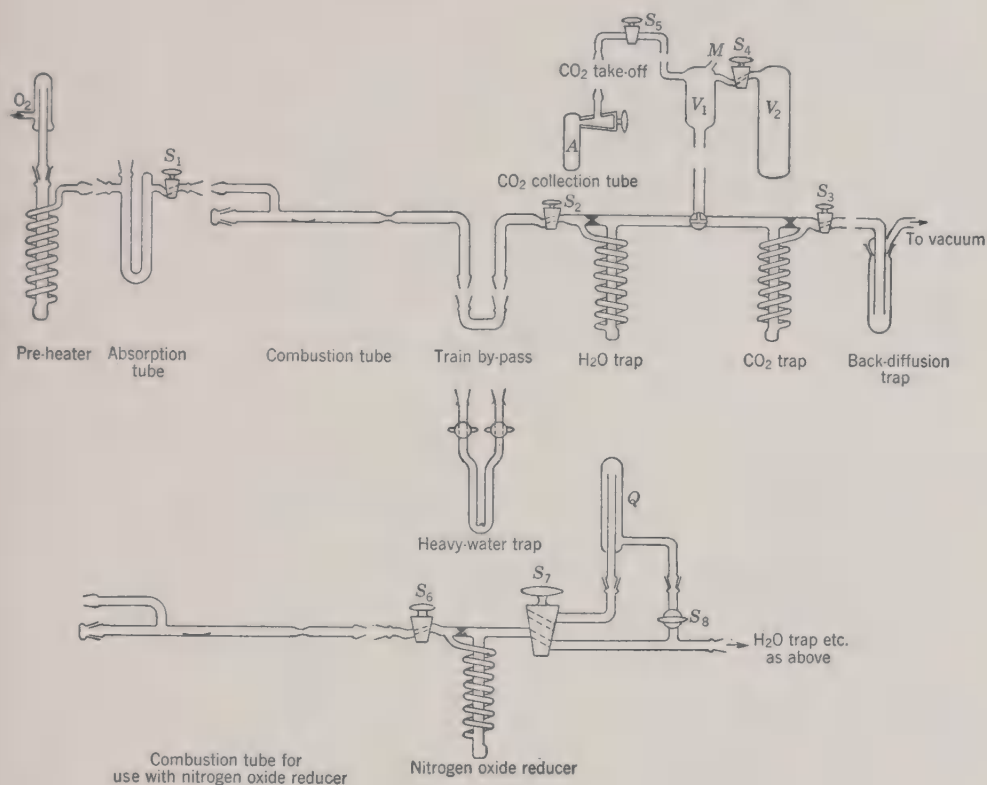 S5
M
S4
O2
CO2 take-off
V1
V2
A
S1
CO2 collection tube
S2
S3
To vacuum
Pre-heater
Absorption
tube
Combustion tube
Train by-pass
H2O trap
CO2 trap
Back-diffusion
trap
Q
Heavy-water trap
S6
S7
S8
H2O trap etc.
as above
Combustion tube for
use with nitrogen oxide reducer
Nitrogen oxide reducer